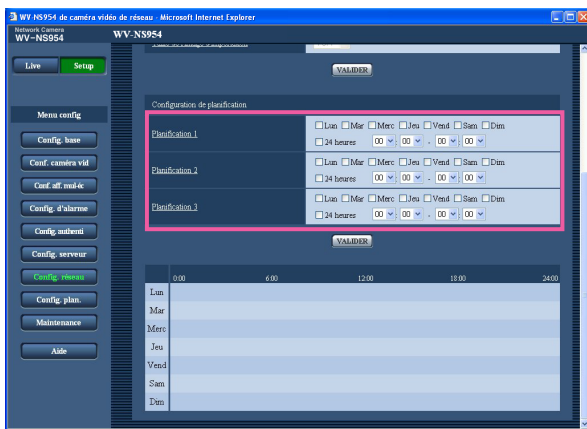 WV-NS954 de caméra vidéo de réseau - Microsoft Internet Explorer
Network Camera
WV-NS954
WV-NS954
Live
Setup
VALIDER
Configuration de planification
Menu config
Planification 1
Lun Mar Merc Jeu Vend Sam Dim
24 heures 00 : 00 - 00 : 00
Config. base
Conf. caméra vid
Planification 2
Lun Mar Merc Jeu Vend Sam Dim
24 heures 00 : 00 - 00 : 00
Conf. aff. mul-éc
Config. d'alarme
Planification 3
Lun Mar Merc Jeu Vend Sam Dim
24 heures 00 : 00 - 00 : 00
Config. authenti
VALIDER
Config. serveur
Config. réseau
0:00 6:00 12:00 18:00 24:00
Lun
Config. plan.
Mar
Maintenance
Merc
Jeu
Aide
Vend
Sam
Dim